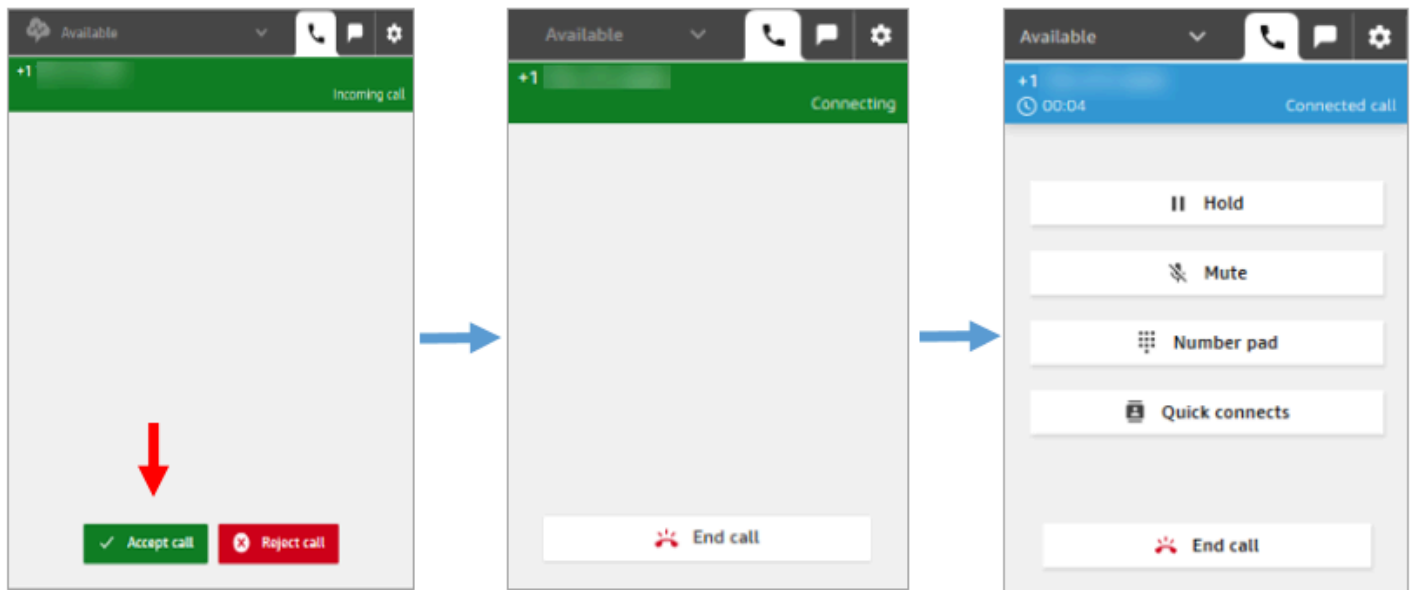 Available
+1
Incoming call
Accept call
Reject call
Available
+1
Connecting
End call
Available
+1
00:04
Connected call
Hold
Mute
Number pad
Quick connects
End call